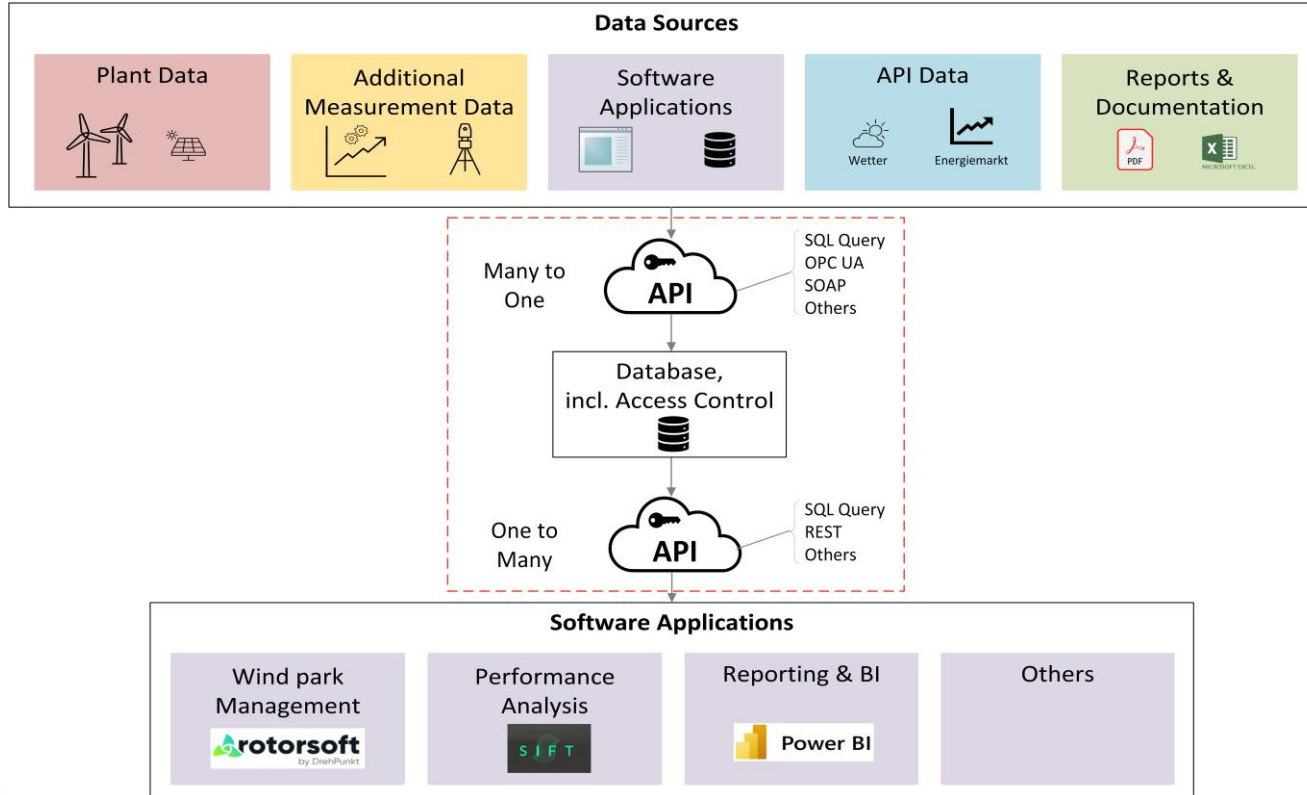 Data Sources
Plant Data
Additional
Measurement Data
Software
Applications
API Data
Wetter
Energiemarkt
Reports &
Documentation
PDF
X
MICROSOFT EXCEL
Many to
One
API
SQL Query
OPC UA
SOAP
Others
Database,
incl. Access Control
One to
Many
API
SQL Query
REST
Others
Software Applications
Wind park
Management
rotorsoft
by DrehPunkt
Performance
Analysis
SIFT
Reporting & BI
Power BI
Others